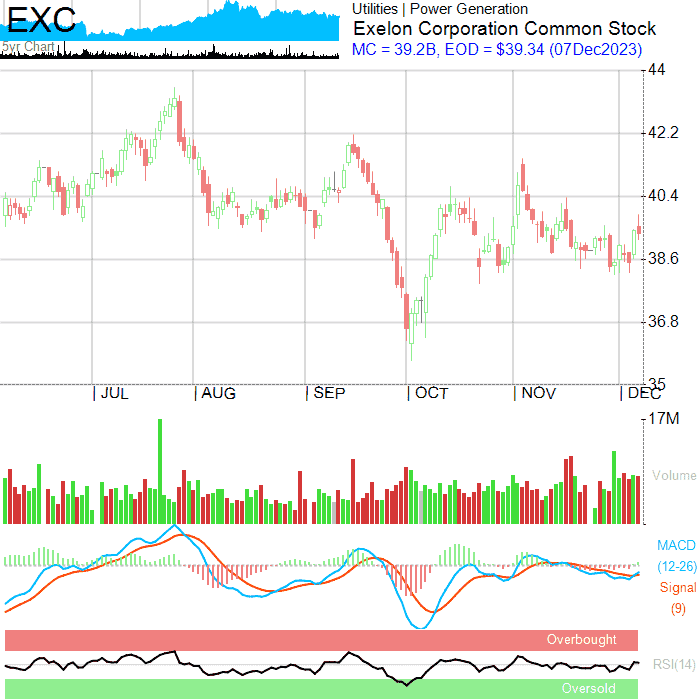 EXC
5yr Chart
Utilities | Power Generation
Exelon Corporation Common Stock
MC = 39.2B, EOD = $39.34 (07Dec2023)
44
42.2
40.4
38.6
36.8
35
JUL AUG SEP OCT NOV DEC
17M
Volume
MACD
(12-26)
Signal
(9)
Overbought
RSI(14)
Oversold